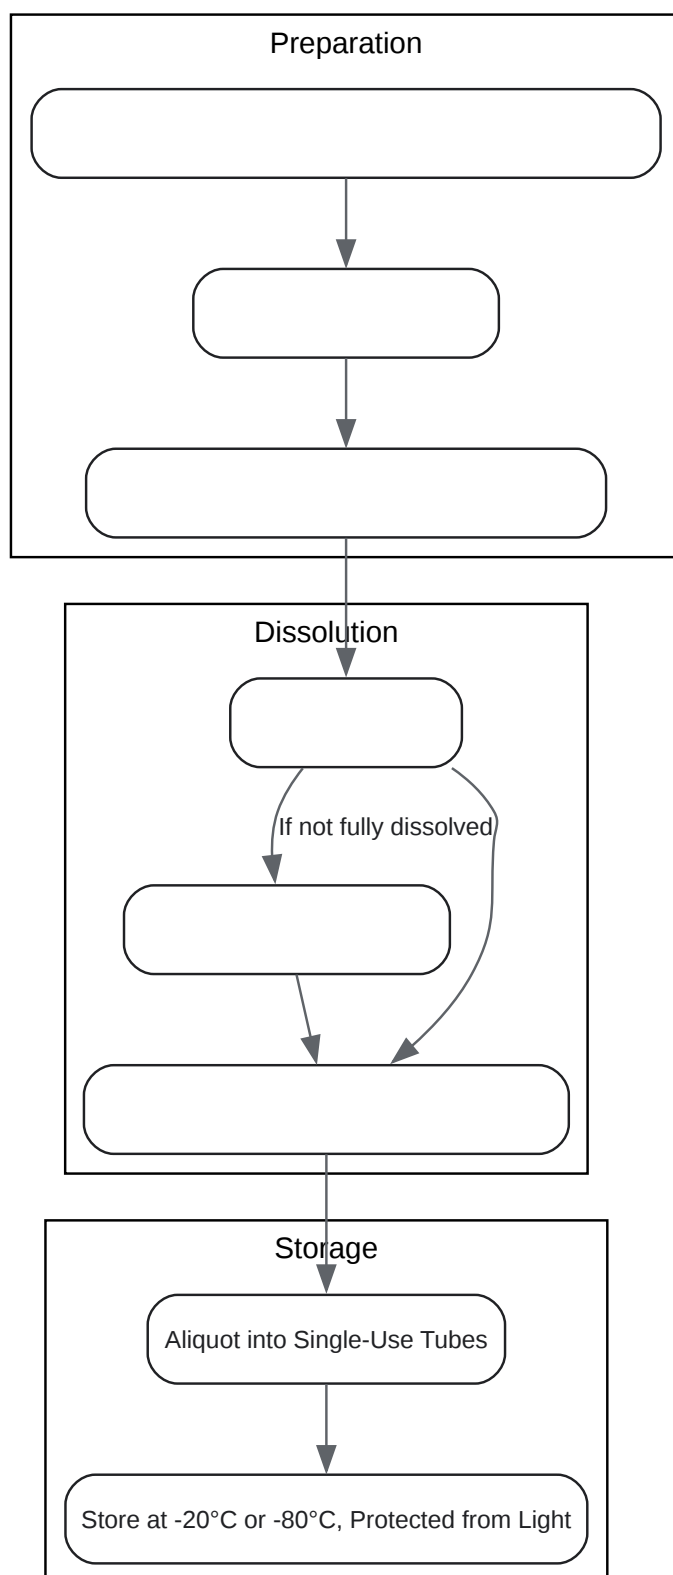 Preparation
Dissolution
If not fully dissolved
Storage
Aliquot into Single-Use Tubes
Store at -20°C or -80°C, Protected from Light